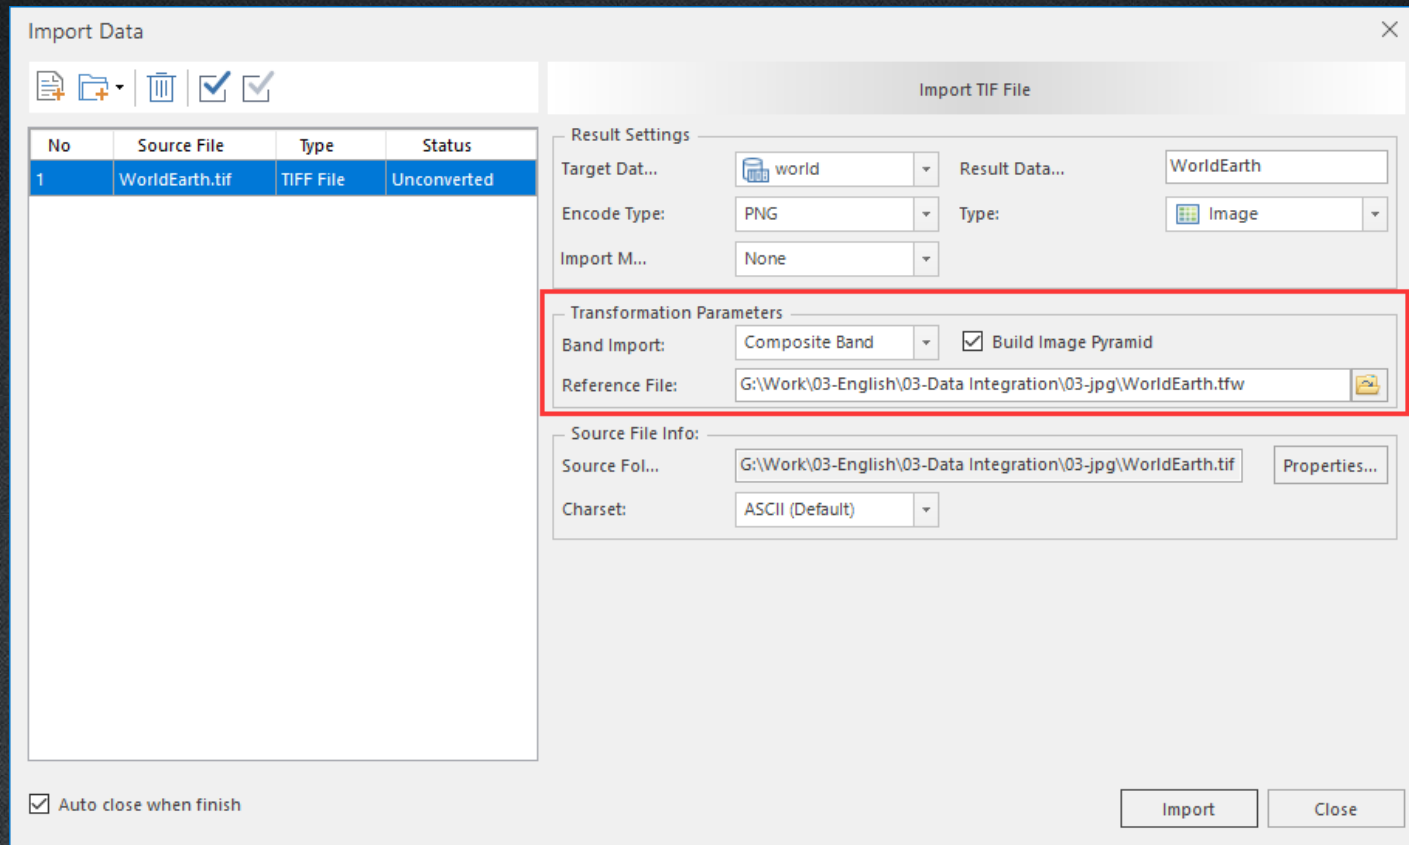 Import Data
Import TIF File
No Source File Type Status
1 WorldEarth.tif TIFF File Unconverted
Result Settings
Target Dat... world Result Data... WorldEarth
Encode Type: PNG Type: Image
Import M... None
Transformation Parameters
Band Import: Composite Band Build Image Pyramid
Reference File: G:\Work\03-English\03-Data Integration\03-jpg\WorldEarth.tfw
Source File Info:
Source Fol... G:\Work\03-English\03-Data Integration\03-jpg\WorldEarth.tif Properties...
Charset: ASCII (Default)
Auto close when finish
Import Close